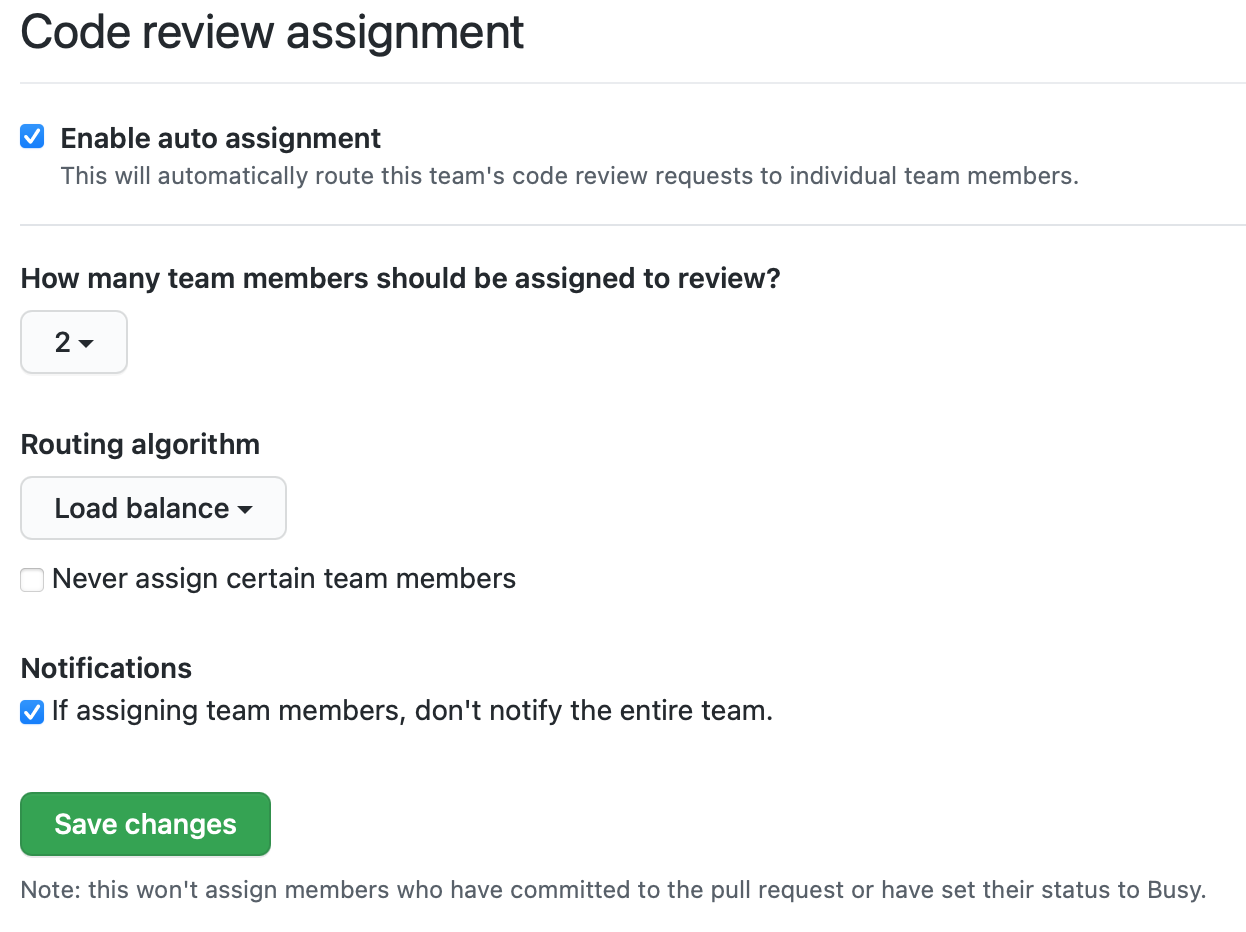 Code review assignment
Enable auto assignment
This will automatically route this team's code review requests to individual team members.
How many team members should be assigned to review?
2
Routing algorithm
Load balance
Never assign certain team members
Notifications
If assigning team members, don't notify the entire team.
Save changes
Note: this won't assign members who have committed to the pull request or have set their status to Busy.